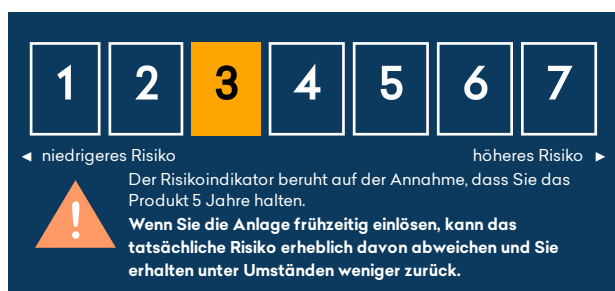 1 2 3 4 5 6 7
◄ niedrigeres Risiko höheres Risiko ►
Der Risikoindikator beruht auf der Annahme, dass Sie das
Produkt 5 Jahre halten.
Wenn Sie die Anlage frühzeitig einlösen, kann das
tatsächliche Risiko erheblich davon abweichen und Sie
erhalten unter Umständen weniger zurück.
!